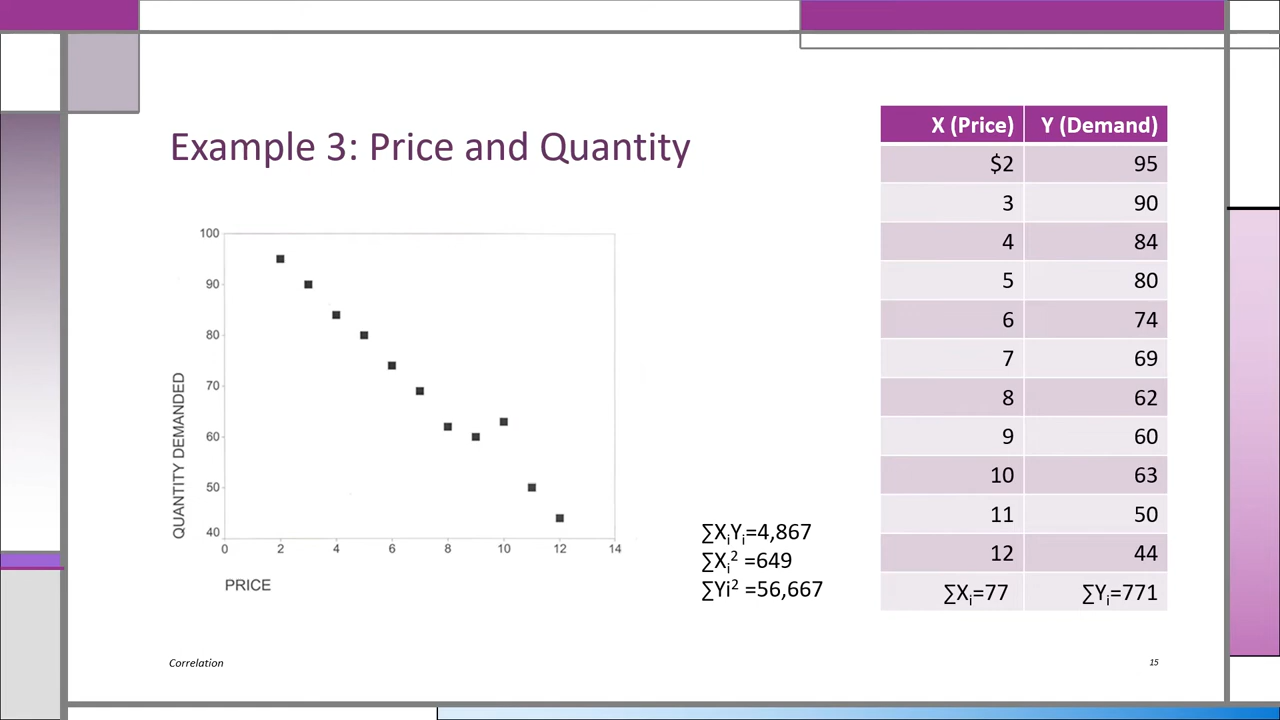 Example 3: Price and Quantity
100
90
80
70
60
50
40
0 2 4 6 8 10 12 14
QUANTITY DEMANDED
PRICE
∑XᵢYᵢ=4,867
∑Xᵢ² =649
∑Yi² =56,667
X (Price) Y (Demand)
$2 95
3 90
4 84
5 80
6 74
7 69
8 62
9 60
10 63
11 50
12 44
∑Xᵢ=77 ∑Yᵢ=771
Correlation
15